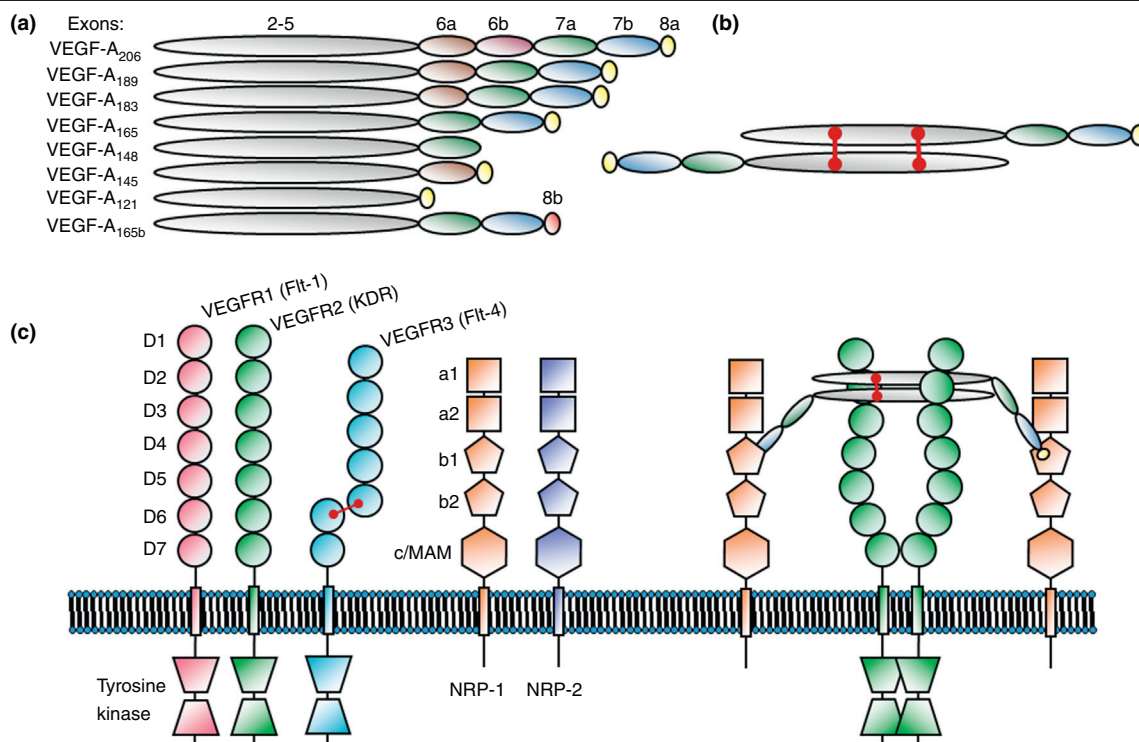 (a) Exons: 2-5 6a 6b 7a 7b 8a
VEGF-A206
VEGF-A189
VEGF-A183
VEGF-A165
VEGF-A148
VEGF-A145
VEGF-A121
8b
VEGF-A165b
(b)
(c)
VEGFR1 (Flt-1)
VEGFR2 (KDR)
VEGFR3 (Flt-4)
D1
D2
D3
D4
D5
D6
D7
a1
a2
b1
b2
c/MAM
Tyrosine
kinase
NRP-1 NRP-2